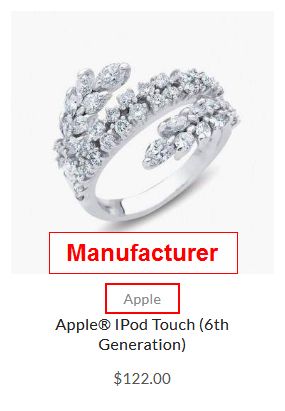 Manufacturer
Apple
Apple® IPod Touch (6th
Generation)
$122.00